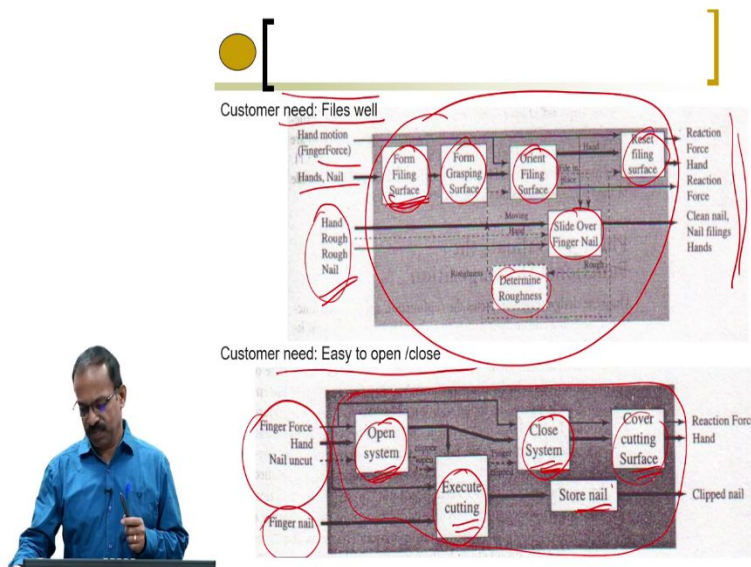 Customer need: Files well
Hand motion
(FingerForce)
Hands, Nail
Form
Filing
Surface
Form
Grasping
Surface
Orient
Filing
Surface
Hand
Reset
filing
surface
Reaction
Force
Hand
Reaction
Force
Hand
Rough
Rough
Nail
Moving
Hand
Slide Over
Finger Nail
Clean nail,
Nail filings
Hands
Roughness
Rough
Determine
Roughness
Customer need: Easy to open /close
Finger Force
Hand
Nail uncut
Open
system
Close
System
Cover
cutting
Surface
Reaction Force
Hand
Finger nail
Execute
cutting
Store nail
Clipped nail